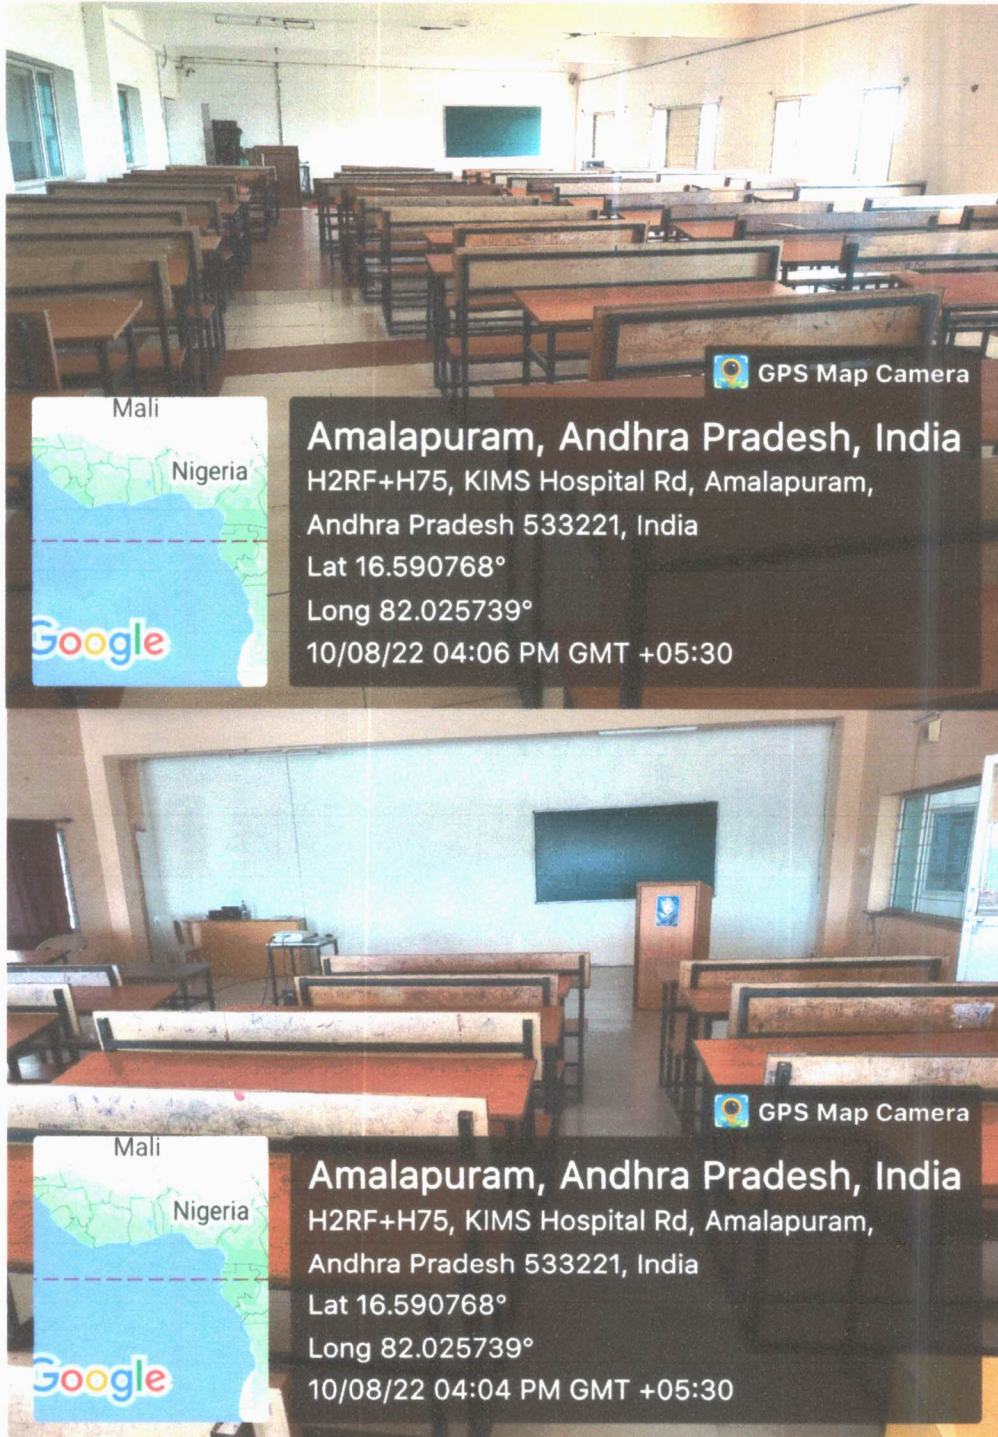 GPS Map Camera
Mali
Nigeria
Google
Amalapuram, Andhra Pradesh, India
H2RF+H75, KIMS Hospital Rd, Amalapuram,
Andhra Pradesh 533221, India
Lat 16.590768°
Long 82.025739°
10/08/22 04:06 PM GMT +05:30
GPS Map Camera
Mali
Nigeria
Google
Amalapuram, Andhra Pradesh, India
H2RF+H75, KIMS Hospital Rd, Amalapuram,
Andhra Pradesh 533221, India
Lat 16.590768°
Long 82.025739°
10/08/22 04:04 PM GMT +05:30